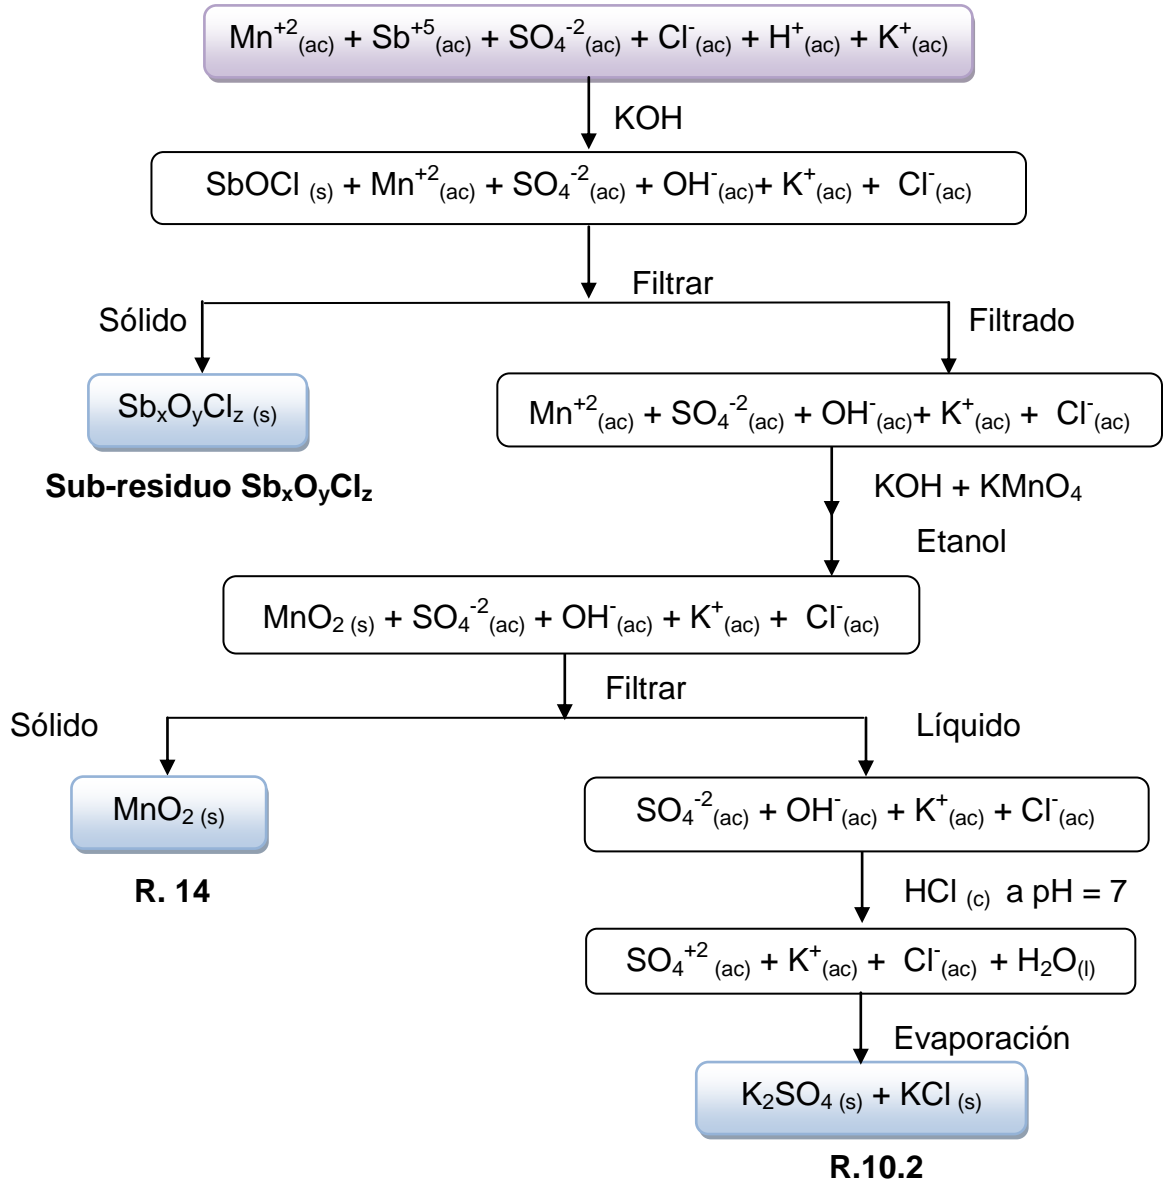 Mn⁺²(ac) + Sb⁺⁵(ac) + SO₄⁻²(ac) + Cl⁻(ac) + H⁺(ac) + K⁺(ac)
KOH
SbOCl (s) + Mn⁺²(ac) + SO₄⁻²(ac) + OH⁻(ac)+ K⁺(ac) + Cl⁻(ac)
Filtrar
Sólido
Filtrado
SbₓOyClz (s)
Mn⁺²(ac) + SO₄⁻²(ac) + OH⁻(ac)+ K⁺(ac) + Cl⁻(ac)
Sub-residuo SbₓOyClz
KOH + KMnO₄
Etanol
MnO₂ (s) + SO₄⁻²(ac) + OH⁻(ac) + K⁺(ac) + Cl⁻(ac)
Filtrar
Sólido
Líquido
MnO₂ (s)
SO₄⁻²(ac) + OH⁻(ac) + K⁺(ac) + Cl⁻(ac)
R. 14
HCl (c) a pH = 7
SO₄⁺² (ac) + K⁺(ac) + Cl⁻(ac) + H₂O(l)
Evaporación
K₂SO₄ (s) + KCl (s)
R.10.2